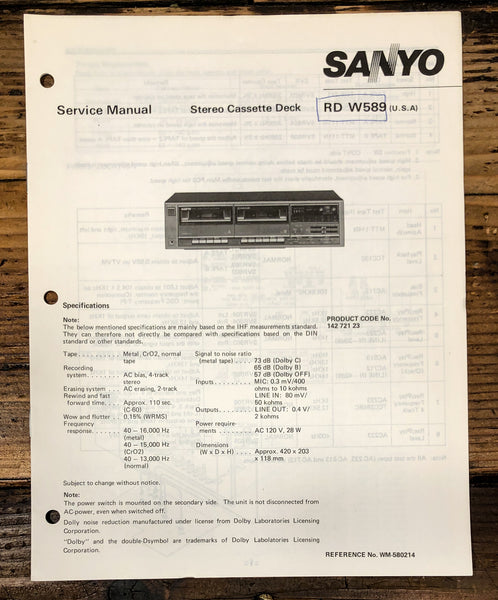 SANYO
Service Manual Stereo Cassette Deck RD W589 (U.S.A)
Specifications
Note:
The below mentioned specifications are mainly based on the IHF measurements standard.
They can therefore not directly be compared with specifications based on the DIN
standard or other standards.
PRODUCT CODE No.
142 721 23
Tape . . . . . . . . . . . . Metal, CrO2, normal
tape
Recording
system. . . . . . . . . . AC bias, 4-track
stereo
Erasing system . . . . AC erasing, 2-track
Rewind and fast
forward time. . . . . Approx. 110 sec.
(C-60)
Wow and flutter . . 0.15% (WRMS)
Frequency
response. . . . . . . . 40 – 16,000 Hz
(metal)
40 – 15,000 Hz
(CrO2)
40 – 13,000 Hz
(normal)
Signal to noise ratio
(metal tape) . . . . . . 73 dB (Dolby C)
65 dB (Dolby B)
57 dB (Dolby OFF)
Inputs. . . . . . . . . . . . MIC: 0.3 mV/400
ohms to 10 kohms
LINE IN: 80 mV/
50 kohms
Outputs. . . . . . . . . . . LINE OUT: 0.4 V/
2 kohms
Power require-
ments . . . . . . . . . . AC 120 V, 28 W
Dimensions
(W x D x H) . . . . . Approx. 420 x 203
x 118 mm
Subject to change without notice.
Note:
The power switch is mounted on the secondary side. The unit is not disconnected from
AC-power, even when switched off.
Dolly noise reduction manufactured under license from Dolby Laboratories Licensing
Corporation.
"Dolby" and the double-Dsymbol are trademarks of Dolby Labolatories Licensing
Corporation.
REFERENCE No. WM-580214